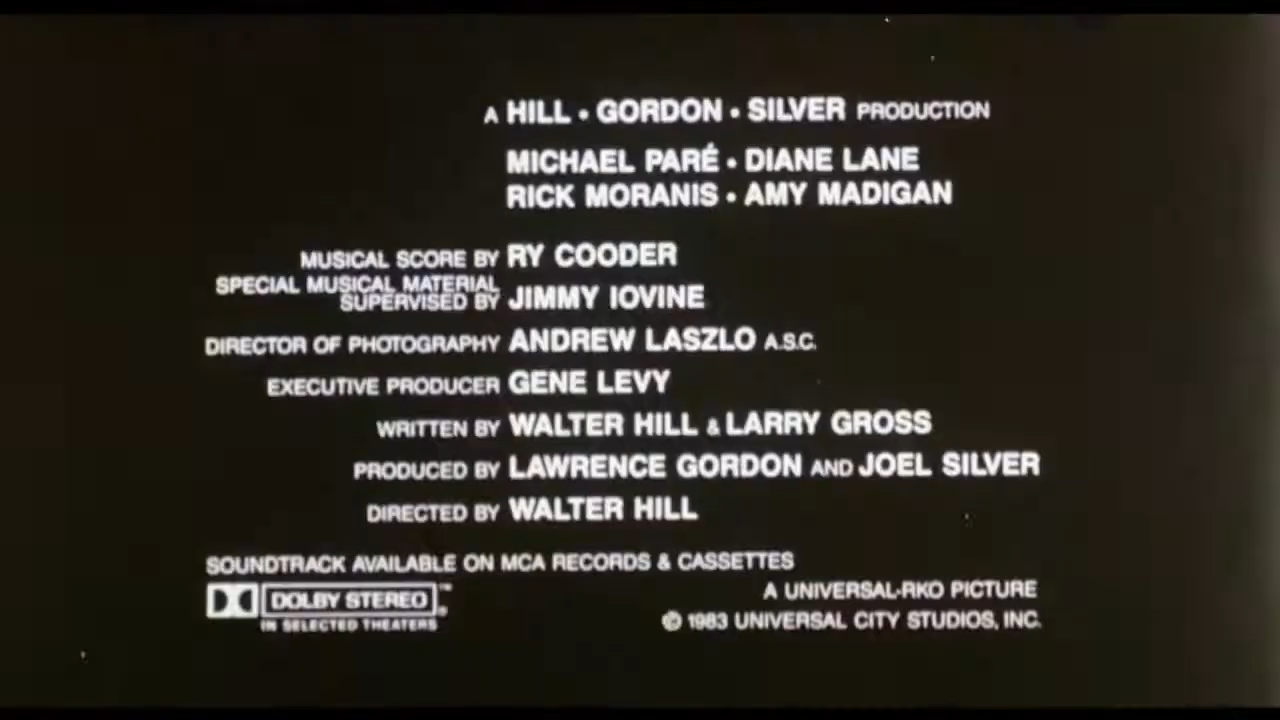 A HILL • GORDON • SILVER PRODUCTION
MICHAEL PARÉ • DIANE LANE
RICK MORANIS • AMY MADIGAN
MUSICAL SCORE BY RY COODER
SPECIAL MUSICAL MATERIAL
SUPERVISED BY JIMMY IOVINE
DIRECTOR OF PHOTOGRAPHY ANDREW LASZLO A.S.C.
EXECUTIVE PRODUCER GENE LEVY
WRITTEN BY WALTER HILL & LARRY GROSS
PRODUCED BY LAWRENCE GORDON AND JOEL SILVER
DIRECTED BY WALTER HILL
SOUNDTRACK AVAILABLE ON MCA RECORDS & CASSETTES
DOLBY STEREO ™ ®
IN SELECTED THEATERS
A UNIVERSAL-RKO PICTURE
© 1983 UNIVERSAL CITY STUDIOS, INC.